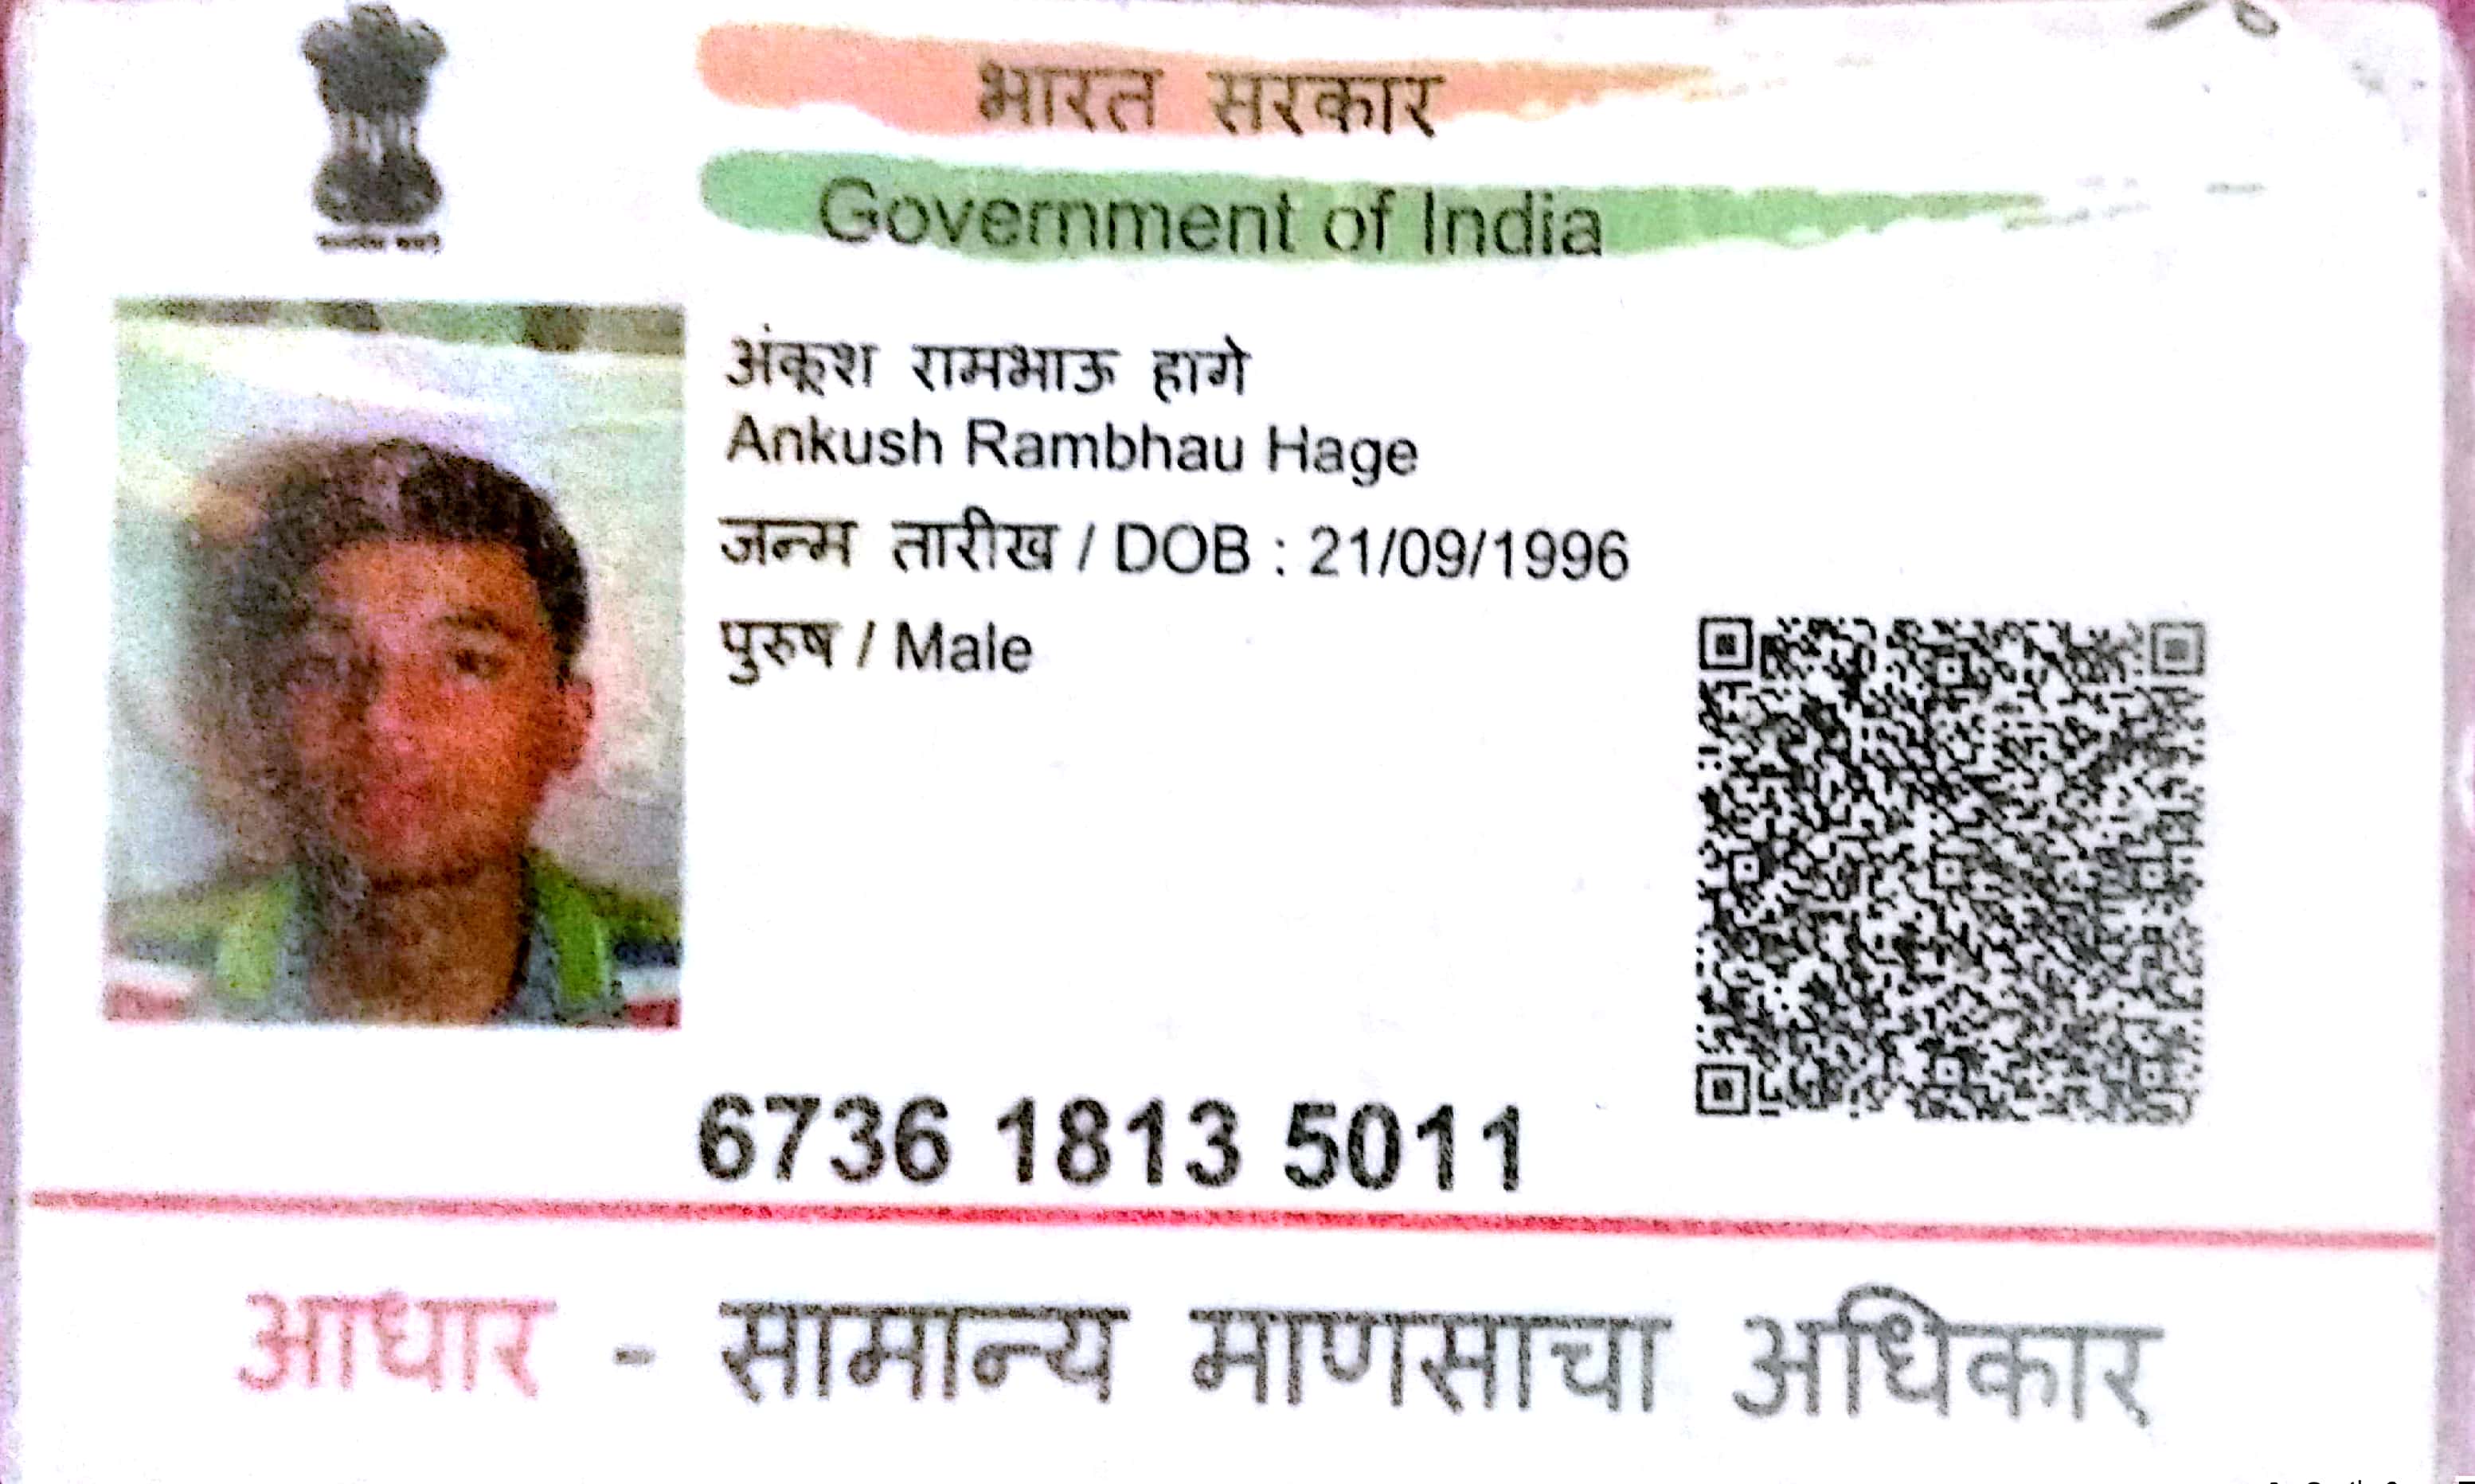 भारत सरकार
Government of India
अंकूश रामभाऊ हागे
Ankush Rambhau Hage
जन्म तारीख / DOB : 21/09/1996
पुरुष / Male
6736 1813 5011
आधार - सामान्य माणसाचा अधिकार